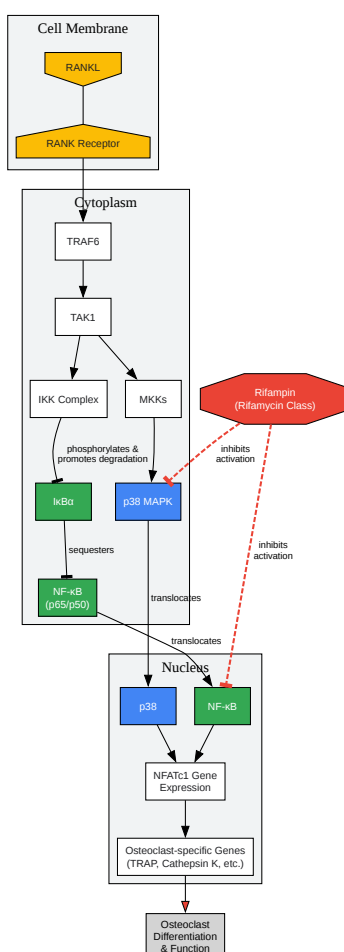 Cell Membrane
RANKL
RANK Receptor
Cytoplasm
TRAF6
TAK1
IKK Complex
MKKs
Rifampin
(Rifamycin Class)
phosphorylates &
promotes degradation
inhibits
activation
IκBα
p38 MAPK
sequesters
inhibits
activation
NF-κB
(p65/p50)
translocates
translocates
Nucleus
p38
NF-κB
NFATc1 Gene
Expression
Osteoclast-specific Genes
(TRAP, Cathepsin K, etc.)
Osteoclast
Differentiation
& Function